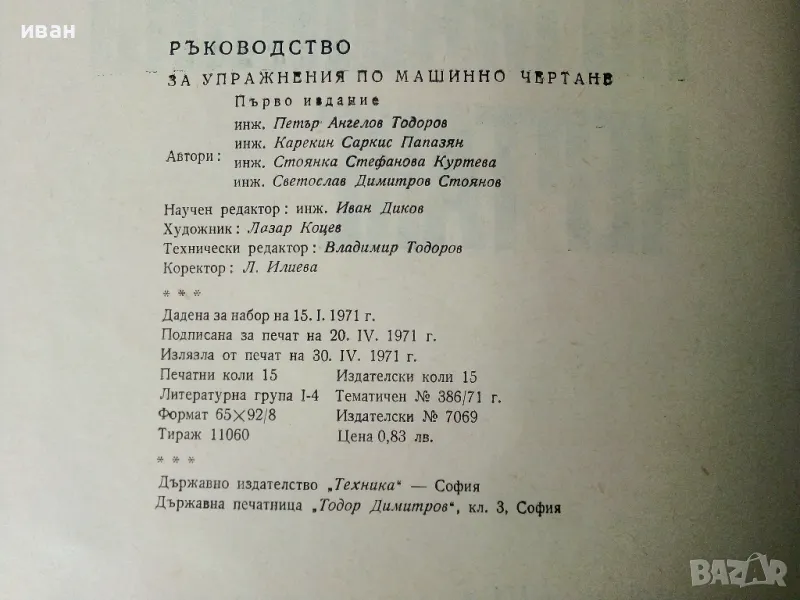 иван
РЪКОВОДСТВО
ЗА УПРАЖНЕНИЯ ПО МАШИННО ЧЕРТАНЕ
Първо издание
Автори:
инж. Петър Ангелов Тодоров
инж. Карекин Саркис Папазян
инж. Стоянка Стефанова Куртева
инж. Светослав Димитров Стоянов
Научен редактор: инж. Иван Диков
Художник: Лазар Коцев
Технически редактор: Владимир Тодоров
Коректор: Л. Илиева
* * *
Дадена за набор на 15. I. 1971 г.
Подписана за печат на 20. IV. 1971 г.
Излязла от печат на 30. IV. 1971 г.
Печатни коли 15 Издателски коли 15
Литературна група I-4 Тематичен № 386/71 г.
Формат 65×92/8 Издателски № 7069
Тираж 11060 Цена 0,83 лв.
* * *
Държавно издателство „Техника“ — София
Държавна печатница „Тодор Димитров“, кл. 3, София
BAZAR